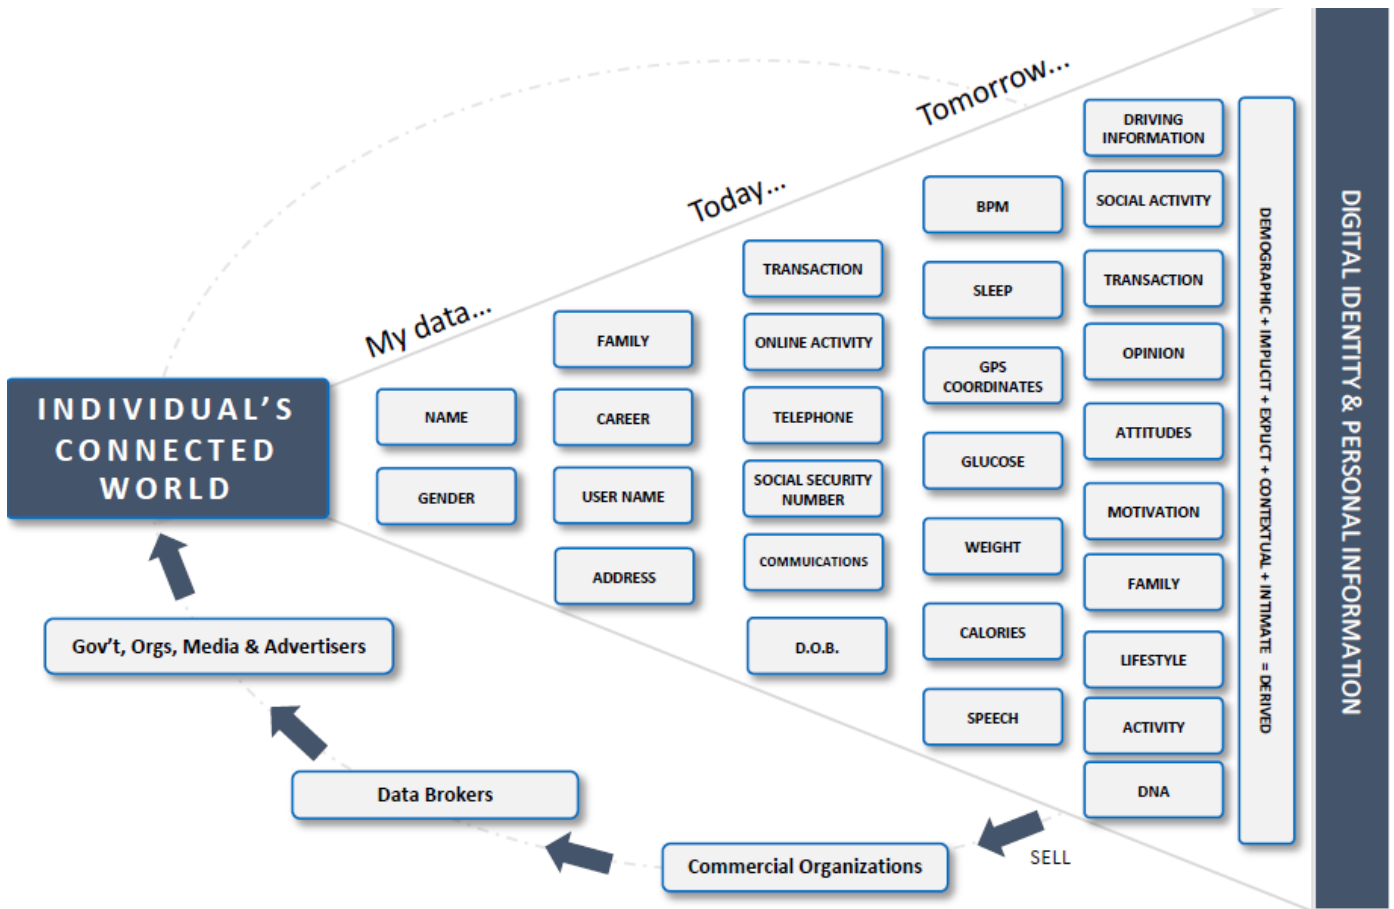 Tomorrow...
Today...
My data...
INDIVIDUAL'S
CONNECTED
WORLD
NAME
GENDER
FAMILY
CAREER
USER NAME
ADDRESS
TRANSACTION
ONLINE ACTIVITY
TELEPHONE
SOCIAL SECURITY
NUMBER
COMMUICATIONS
D.O.B.
BPM
SLEEP
GPS
COORDINATES
GLUCOSE
WEIGHT
CALORIES
SPEECH
DRIVING
INFORMATION
SOCIAL ACTIVITY
TRANSACTION
OPINION
ATTITUDES
MOTIVATION
FAMILY
LIFESTYLE
ACTIVITY
DNA
DEMOGRAPHIC + IMPLICIT + EXPLICT + CONTEXTUAL + INTIMATE = DERIVED
DIGITAL IDENTITY & PERSONAL INFORMATION
SELL
Commercial Organizations
Data Brokers
Gov't, Orgs, Media & Advertisers